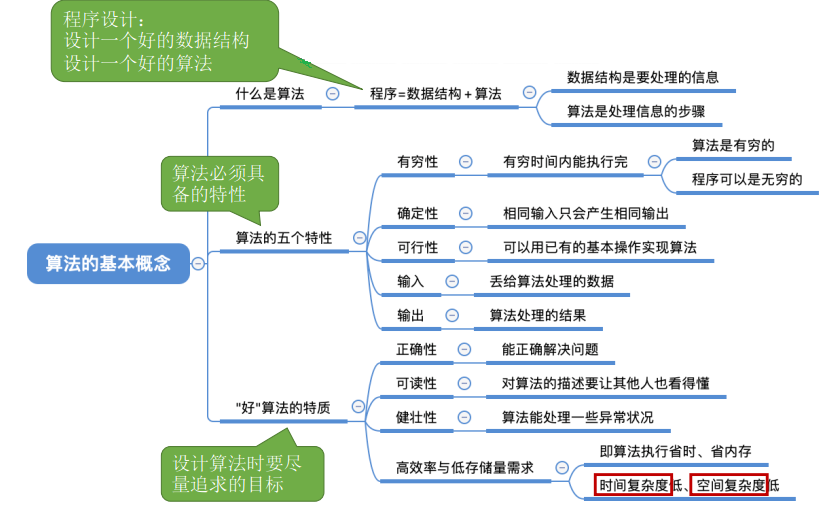 程序设计：
设计一个好的数据结构
设计一个好的算法
什么是算法
程序=数据结构+算法
数据结构是要处理的信息
算法是处理信息的步骤
算法必须具
备的特性
算法的基本概念
算法的五个特性
有穷性
有穷时间内能执行完
算法是有穷的
程序可以是无穷的
确定性
相同输入只会产生相同输出
可行性
可以用已有的基本操作实现算法
输入
丢给算法处理的数据
输出
算法处理的结果
"好"算法的特质
正确性
能正确解决问题
可读性
对算法的描述要让其他人也看得懂
健壮性
算法能处理一些异常状况
高效率与低存储量需求
即算法执行省时、省内存
时间复杂度低、空间复杂度低
设计算法时要尽
量追求的目标